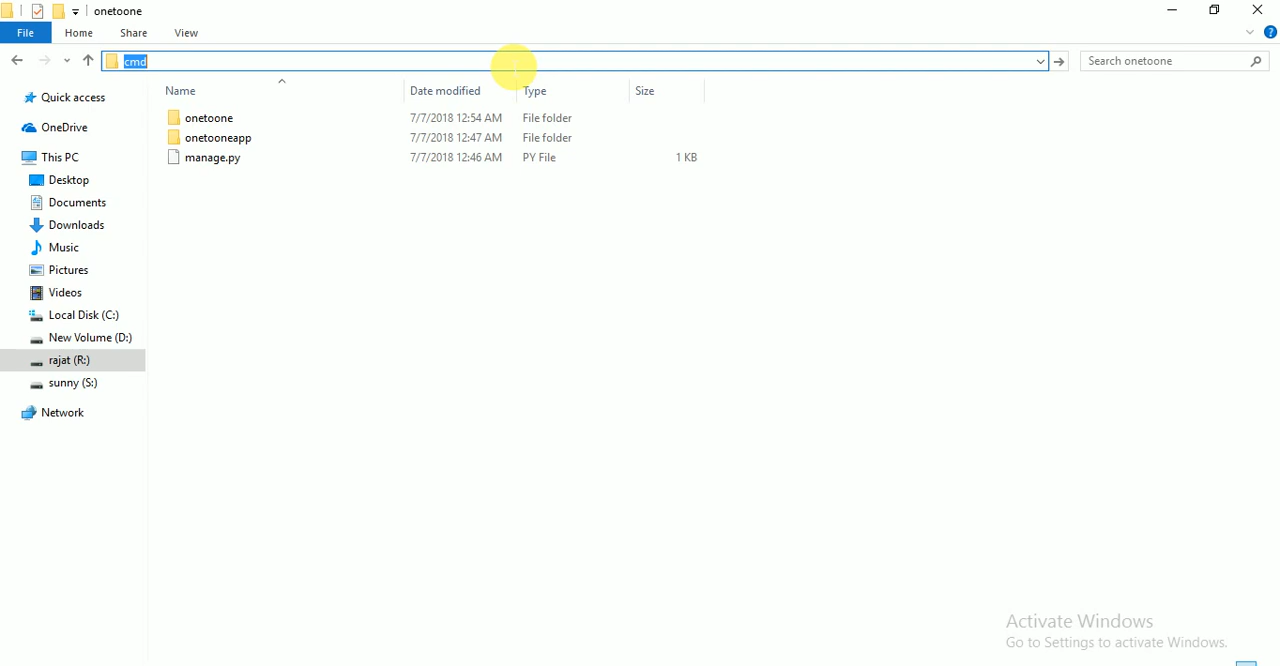 onetoone
File Home Share View
cmd
Search onetoone
Name Date modified Type Size
onetoone 7/7/2018 12:54 AM File folder
onetooneapp 7/7/2018 12:47 AM File folder
manage.py 7/7/2018 12:46 AM PY File 1 KB
Quick access
OneDrive
This PC
Desktop
Documents
Downloads
Music
Pictures
Videos
Local Disk (C:)
New Volume (D:)
rajat (R:)
sunny (S:)
Network
Activate Windows
Go to Settings to activate Windows.